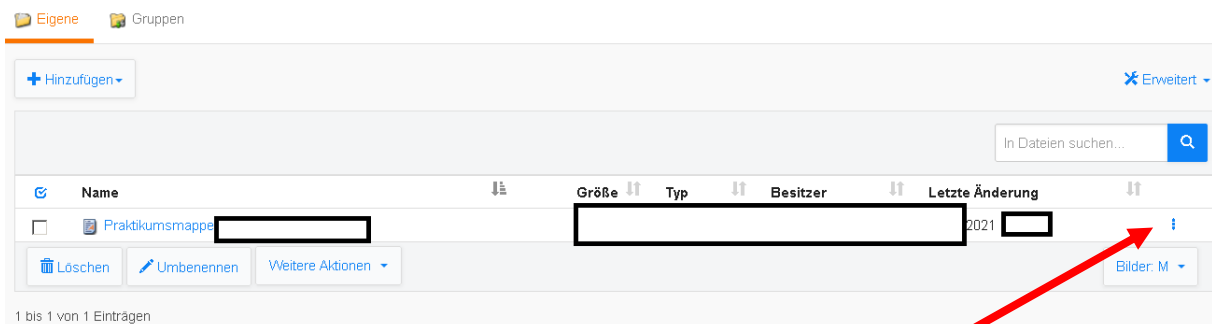 Eigene Gruppen
Hinzufügen
Erweitert
In Dateien suchen...
Name Größe Typ Besitzer Letzte Änderung
Praktikumsmappe 2021
Löschen Umbenennen Weitere Aktionen Bilder: M
1 bis 1 von 1 Einträgen